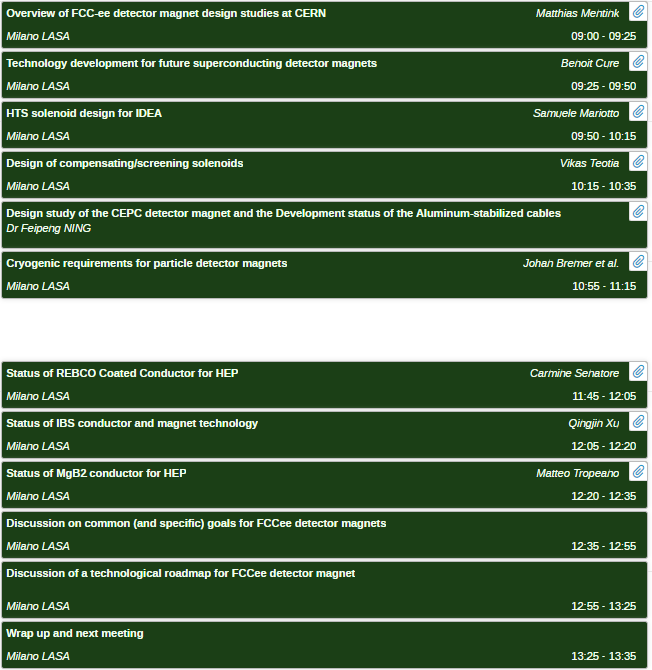 Overview of FCC-ee detector magnet design studies at CERN Matthias Mentink
Milano LASA 09:00 - 09:25
Technology development for future superconducting detector magnets Benoit Cure
Milano LASA 09:25 - 09:50
HTS solenoid design for IDEA Samuele Mariotto
Milano LASA 09:50 - 10:15
Design of compensating/screening solenoids Vikas Teotia
Milano LASA 10:15 - 10:35
Design study of the CEPC detector magnet and the Development status of the Aluminum-stabilized cables
Dr Feipeng NING
Cryogenic requirements for particle detector magnets Johan Bremer et al.
Milano LASA 10:55 - 11:15
Status of REBCO Coated Conductor for HEP Carmine Senatore
Milano LASA 11:45 - 12:05
Status of IBS conductor and magnet technology Qingjin Xu
Milano LASA 12:05 - 12:20
Status of MgB2 conductor for HEP Matteo Tropeano
Milano LASA 12:20 - 12:35
Discussion on common (and specific) goals for FCCee detector magnets
Milano LASA 12:35 - 12:55
Discussion of a technological roadmap for FCCee detector magnet
Milano LASA 12:55 - 13:25
Wrap up and next meeting
Milano LASA 13:25 - 13:35